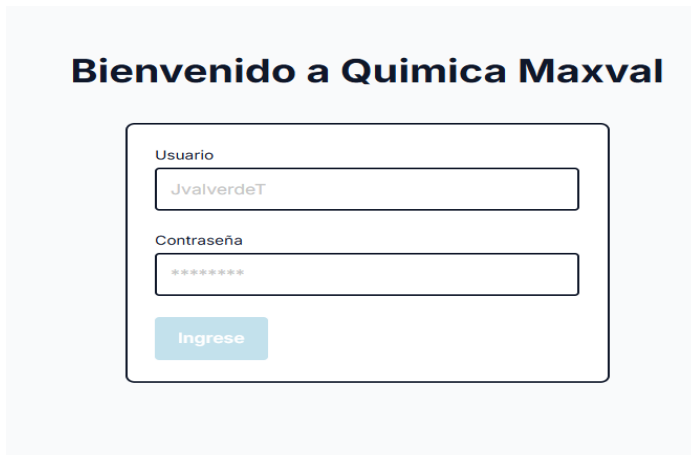 Bienvenido a Quimica Maxval
Usuario
JvalverdeT
Contraseña
********
Ingrese